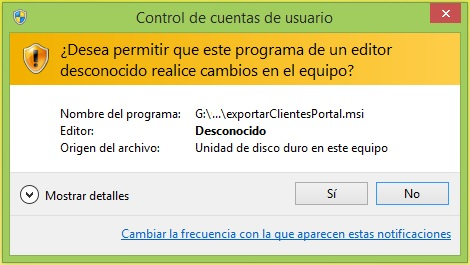 Control de cuentas de usuario
¿Desea permitir que este programa de un editor
desconocido realice cambios en el equipo?
Nombre del programa: G:\...\exportarClientesPortal.msi
Editor: Desconocido
Origen del archivo: Unidad de disco duro en este equipo
Mostrar detalles Sí No
Cambiar la frecuencia con la que aparecen estas notificaciones